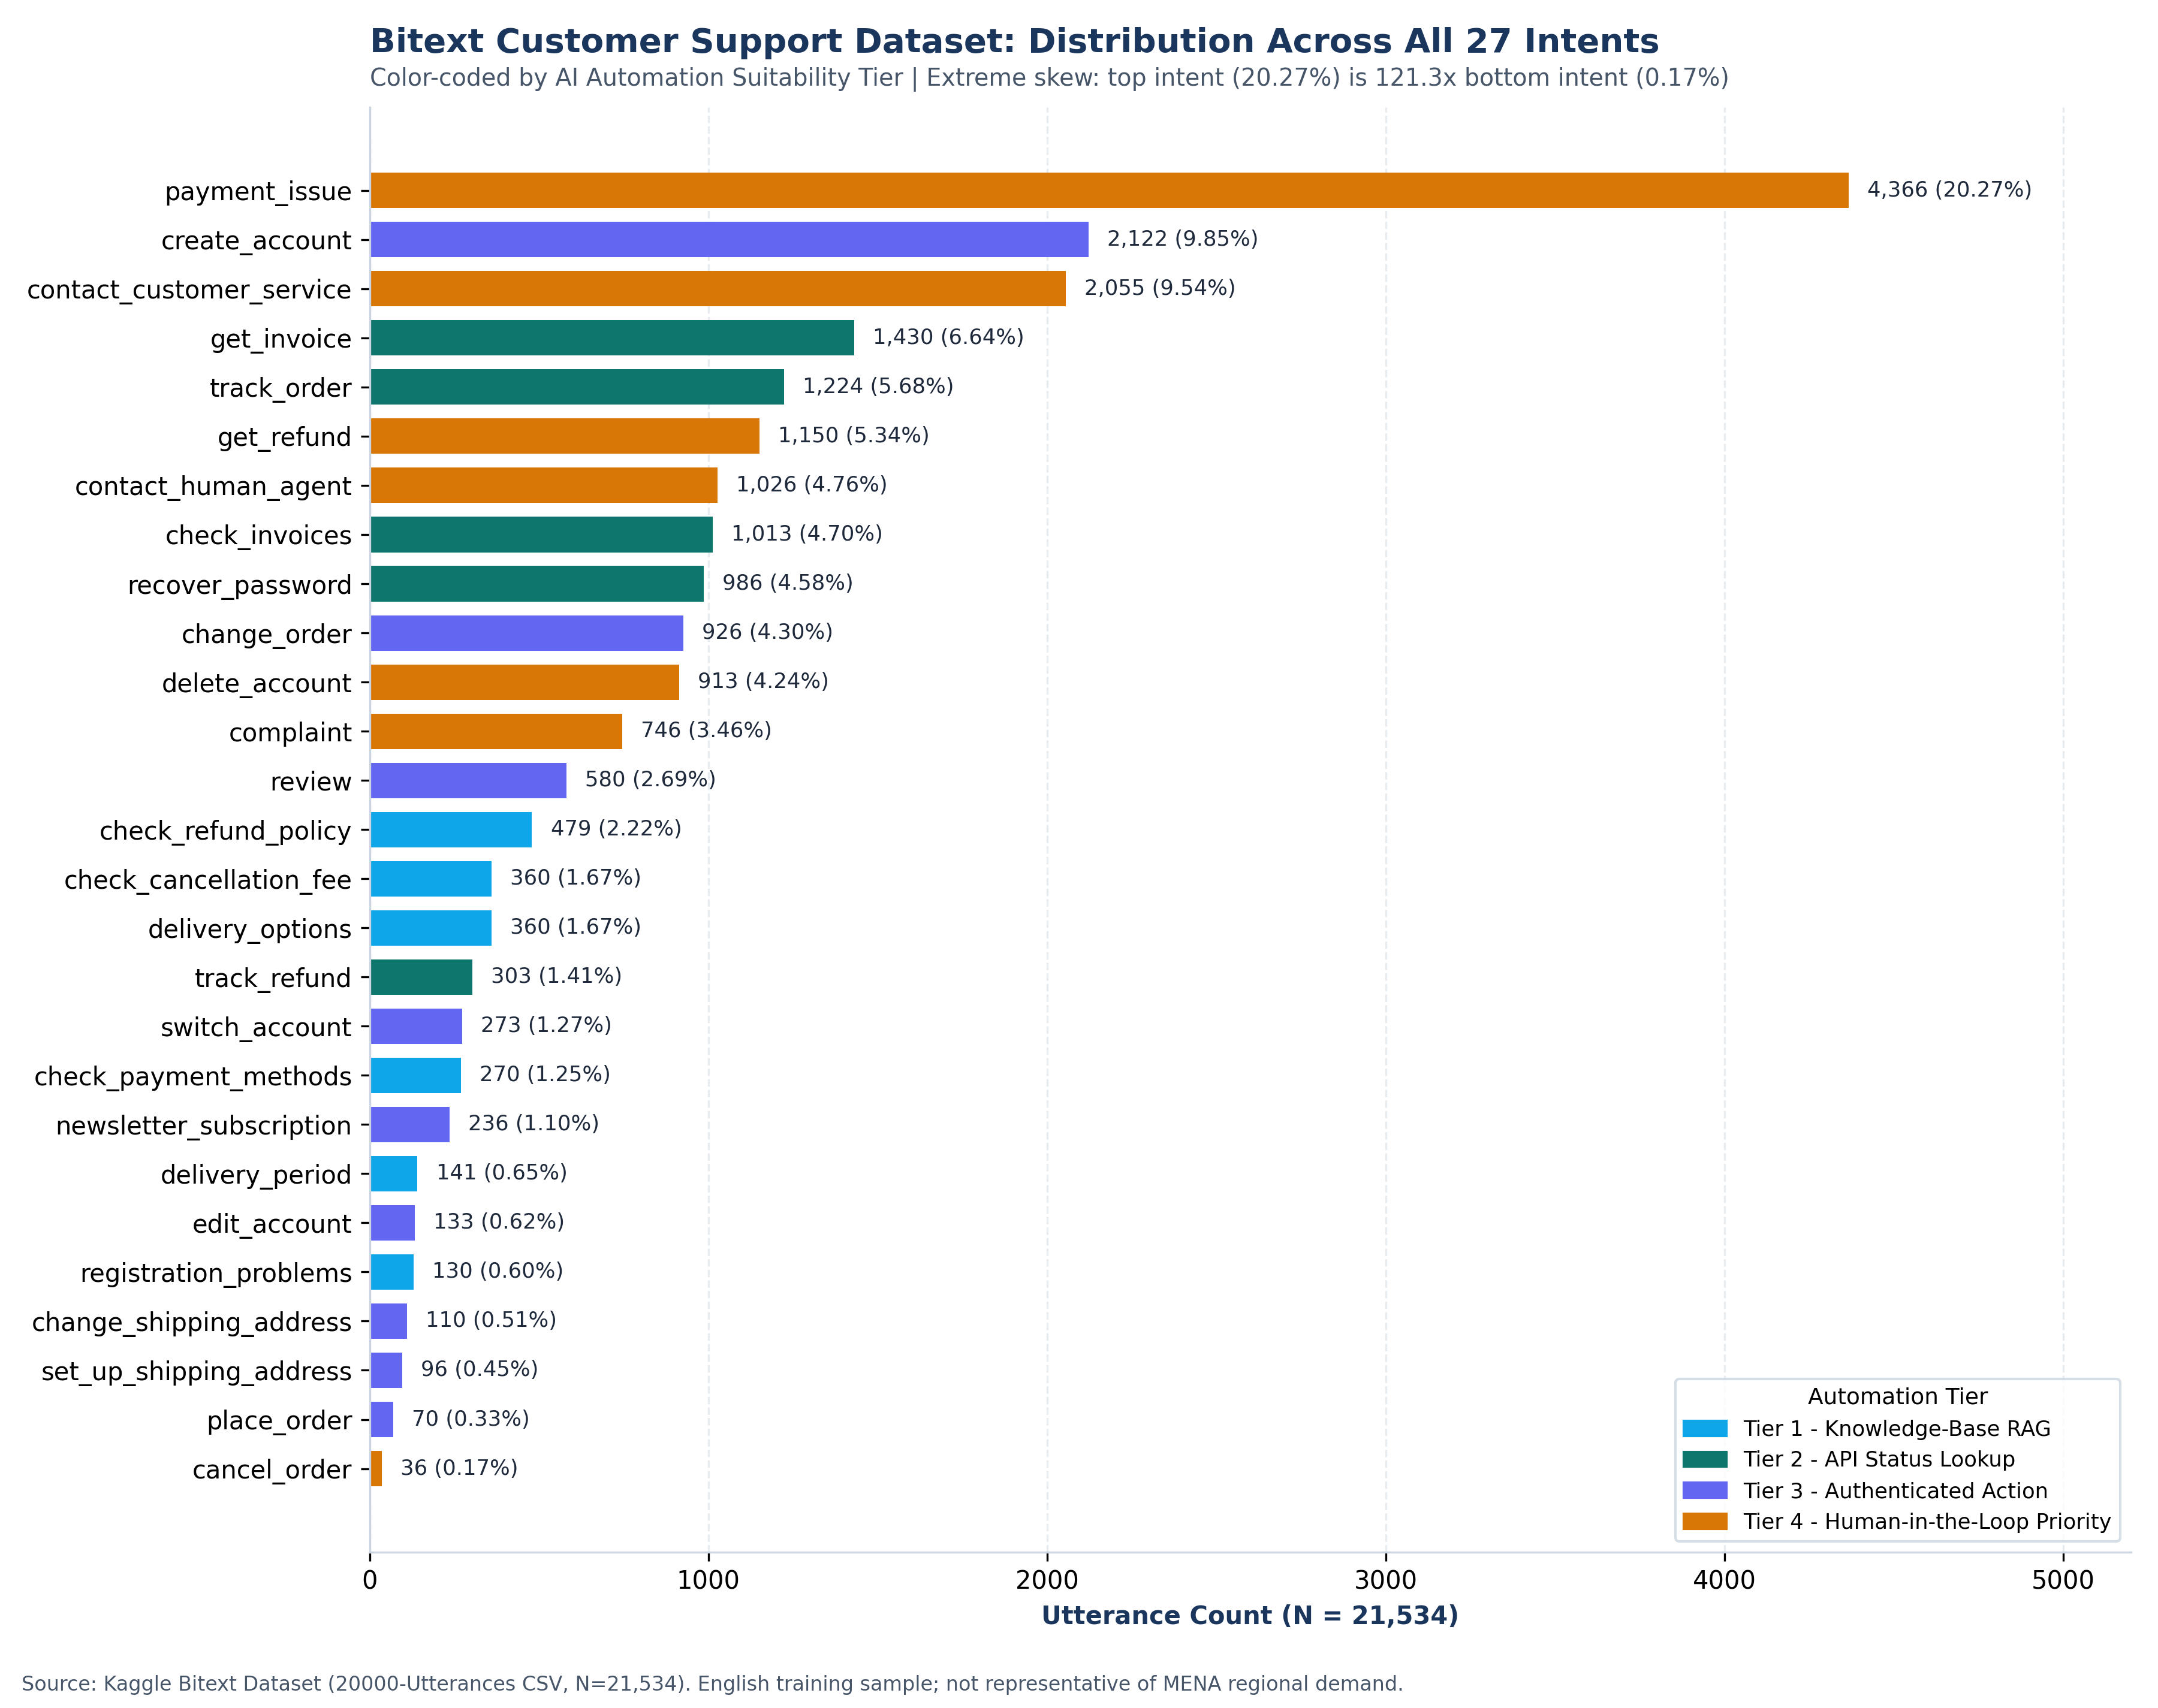 Bitext Customer Support Dataset: Distribution Across All 27 Intents
Color-coded by AI Automation Suitability Tier | Extreme skew: top intent (20.27%) is 121.3x bottom intent (0.17%)
payment_issue 4,366 (20.27%)
create_account 2,122 (9.85%)
contact_customer_service 2,055 (9.54%)
get_invoice 1,430 (6.64%)
track_order 1,224 (5.68%)
get_refund 1,150 (5.34%)
contact_human_agent 1,026 (4.76%)
check_invoices 1,013 (4.70%)
recover_password 986 (4.58%)
change_order 926 (4.30%)
delete_account 913 (4.24%)
complaint 746 (3.46%)
review 580 (2.69%)
check_refund_policy 479 (2.22%)
check_cancellation_fee 360 (1.67%)
delivery_options 360 (1.67%)
track_refund 303 (1.41%)
switch_account 273 (1.27%)
check_payment_methods 270 (1.25%)
newsletter_subscription 236 (1.10%)
delivery_period 141 (0.65%)
edit_account 133 (0.62%)
registration_problems 130 (0.60%)
change_shipping_address 110 (0.51%)
set_up_shipping_address 96 (0.45%)
place_order 70 (0.33%)
cancel_order 36 (0.17%)
Automation Tier
Tier 1 - Knowledge-Base RAG
Tier 2 - API Status Lookup
Tier 3 - Authenticated Action
Tier 4 - Human-in-the-Loop Priority
0 1000 2000 3000 4000 5000
Utterance Count (N = 21,534)
Source: Kaggle Bitext Dataset (20000-Utterances CSV, N=21,534). English training sample; not representative of MENA regional demand.